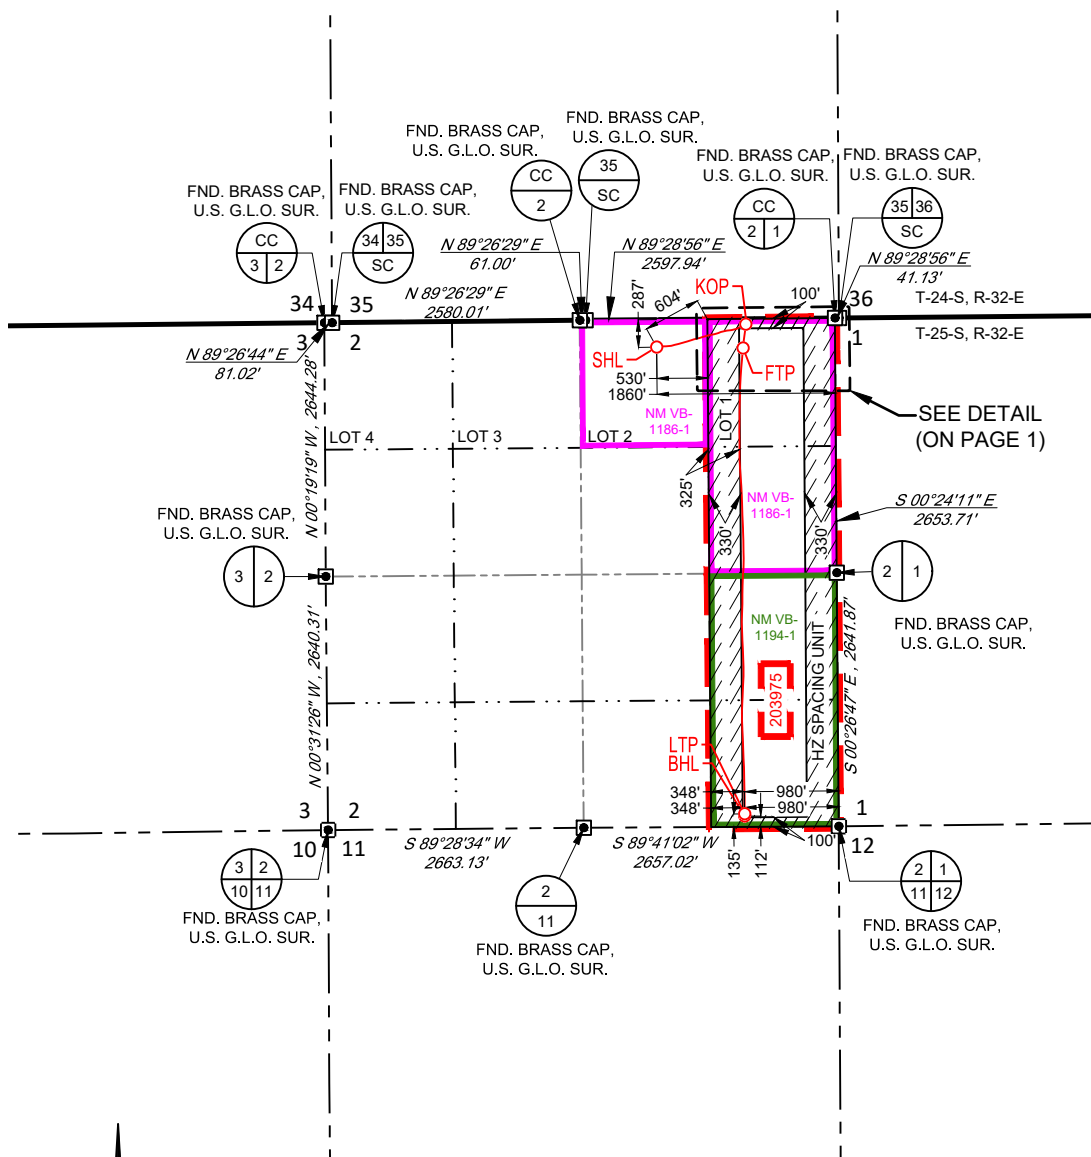 FND. BRASS CAP,
U.S. G.L.O. SUR.
CC
3 2
FND. BRASS CAP,
U.S. G.L.O. SUR.
34 35
SC
FND. BRASS CAP,
U.S. G.L.O. SUR.
CC
2
FND. BRASS CAP,
U.S. G.L.O. SUR.
35
SC
FND. BRASS CAP,
U.S. G.L.O. SUR.
CC
2 1
FND. BRASS CAP,
U.S. G.L.O. SUR.
35 36
SC
N 89°26'29" E
61.00'
N 89°28'56" E
2597.94'
N 89°28'56" E
41.13'
N 89°26'29" E
2580.01'
34 35
3 2
36
1
T-24-S, R-32-E
T-25-S, R-32-E
N 89°26'44" E
81.02'
287'
604'
KOP
100'
SHL
FTP
530'
1860'
NM VB-
1186-1
LOT 4
LOT 3
LOT 2
LOT 1
SEE DETAIL
(ON PAGE 1)
N 00°19'19" W , 2644.28'
325'
330'
330'
NM VB-
1186-1
S 00°24'11" E
2653.71'
FND. BRASS CAP,
U.S. G.L.O. SUR.
3 2
2 1
FND. BRASS CAP,
U.S. G.L.O. SUR.
NM VB-
1194-1
203975
HZ SPACING UNIT
N 00°31'26" W , 2640.31'
S 00°26'47" E , 2641.87'
LTP
BHL
348'
980'
348'
980'
100'
135'
112'
3 2
10 11
1
12
S 89°28'34" W
2663.13'
S 89°41'02" W
2657.02'
3 2
10 11
FND. BRASS CAP,
U.S. G.L.O. SUR.
2
11
FND. BRASS CAP,
U.S. G.L.O. SUR.
2 1
11 12
FND. BRASS CAP,
U.S. G.L.O. SUR.